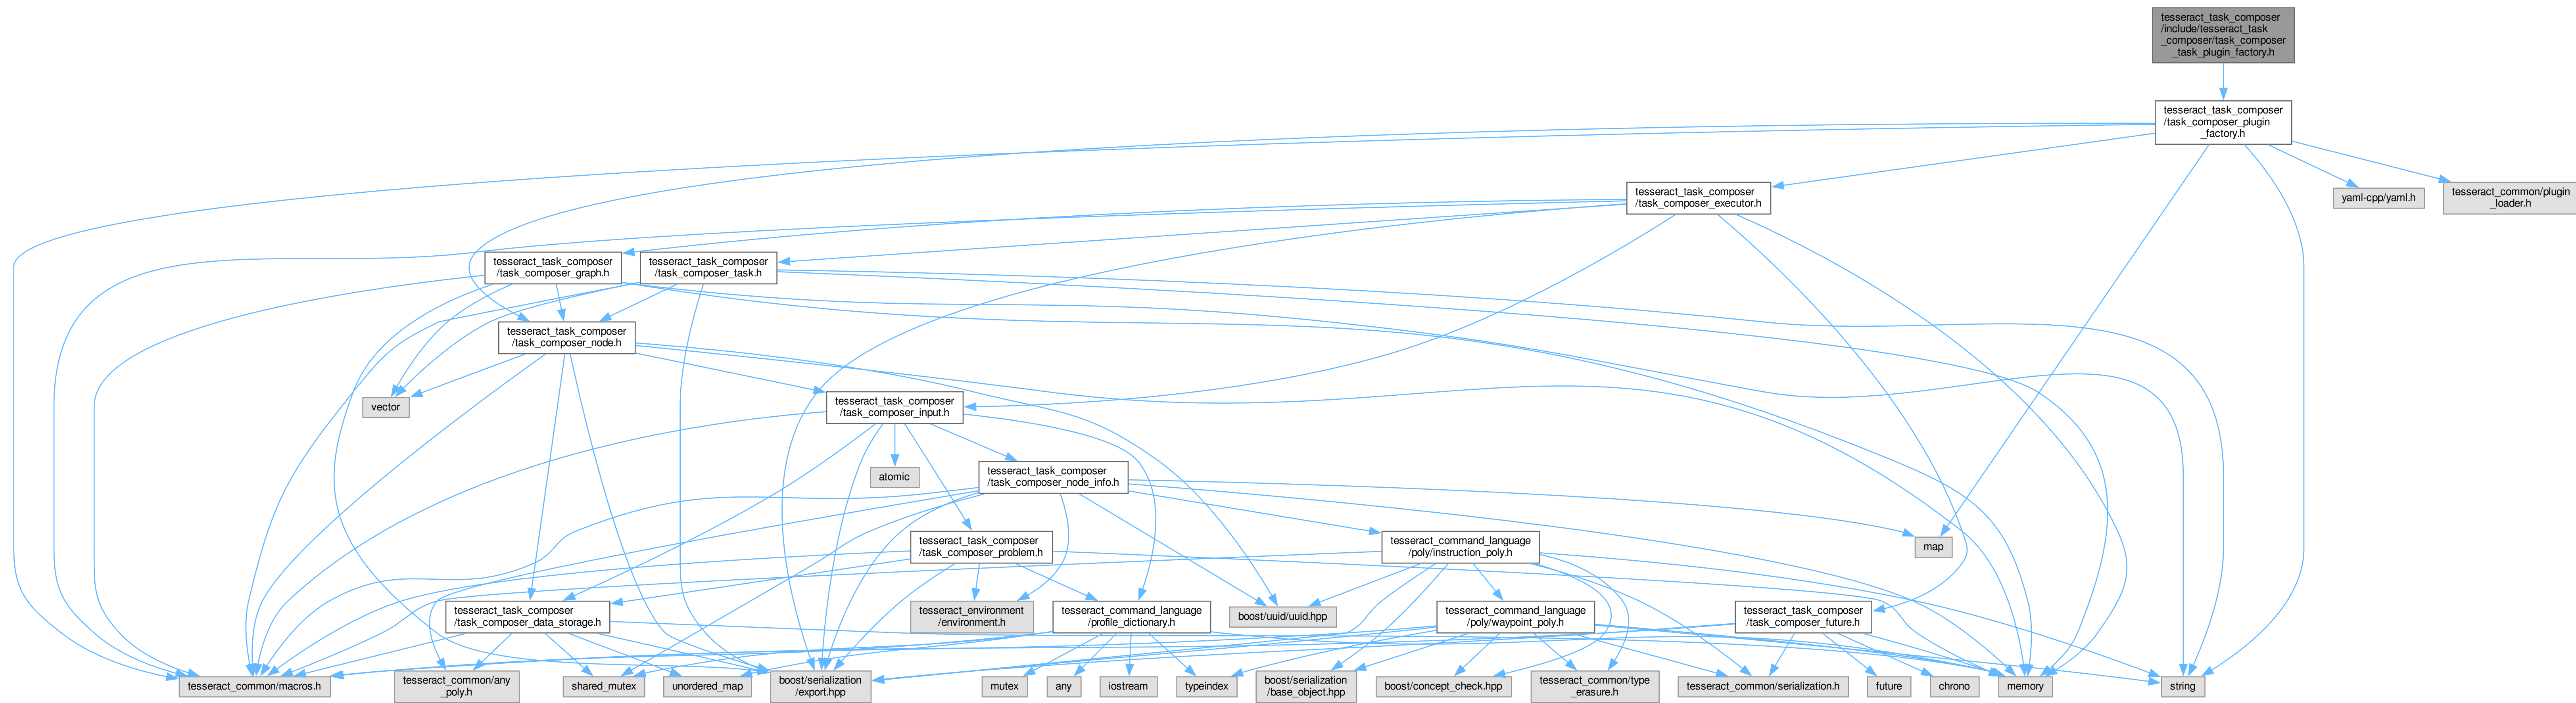 tesseract_task_composer
/include/tesseract_task
_composer/task_composer
_task_plugin_factory.h
tesseract_task_composer
/task_composer_plugin
_factory.h
tesseract_task_composer
/task_composer_executor.h
yaml-cpp/yaml.h
tesseract_common/plugin
_loader.h
tesseract_task_composer
/task_composer_graph.h
tesseract_task_composer
/task_composer_task.h
tesseract_task_composer
/task_composer_node.h
vector
tesseract_task_composer
/task_composer_input.h
atomic
tesseract_task_composer
/task_composer_node_info.h
tesseract_task_composer
/task_composer_problem.h
tesseract_command_language
/poly/instruction_poly.h
map
tesseract_task_composer
/task_composer_data_storage.h
tesseract_environment
/environment.h
tesseract_command_language
/profile_dictionary.h
boost/uuid/uuid.hpp
tesseract_command_language
/poly/waypoint_poly.h
tesseract_task_composer
/task_composer_future.h
tesseract_common/macros.h
tesseract_common/any
_poly.h
shared_mutex
unordered_map
boost/serialization
/export.hpp
mutex
any
iostream
typeindex
boost/serialization
/base_object.hpp
boost/concept_check.hpp
tesseract_common/type
_erasure.h
tesseract_common/serialization.h
future
chrono
memory
string